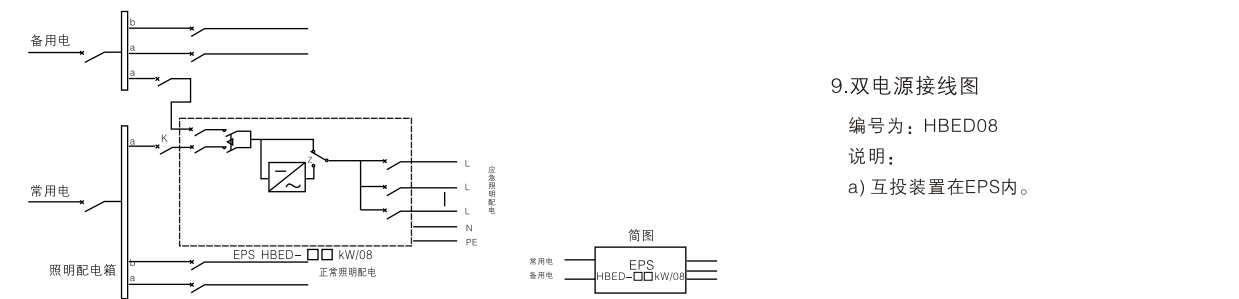 备用电
b
a
a
a
K
Z
常用电
照明配电箱
b
a
L
L
L
N
PE
应急照明配电
EPS HBED-□□ kW/08
正常照明配电
简图
常用电
备用电
EPS
HBED-□□kW/08
9.双电源接线图
编号为：HBED08
说明：
a) 互投装置在EPS内。